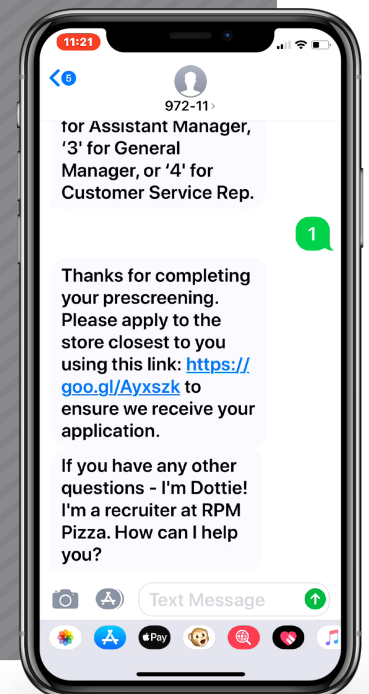 11:21
5
972-11 >
for Assistant Manager,
‘3' for General
Manager, or ‘4' for
Customer Service Rep.
1
Thanks for completing
your prescreening.
Please apply to the
store closest to you
using this link: https://
goo.gl/Ayxszk to
ensure we receive your
application.
If you have any other
questions - I'm Dottie!
I'm a recruiter at RPM
Pizza. How can I help
you?
Text Message
Pay